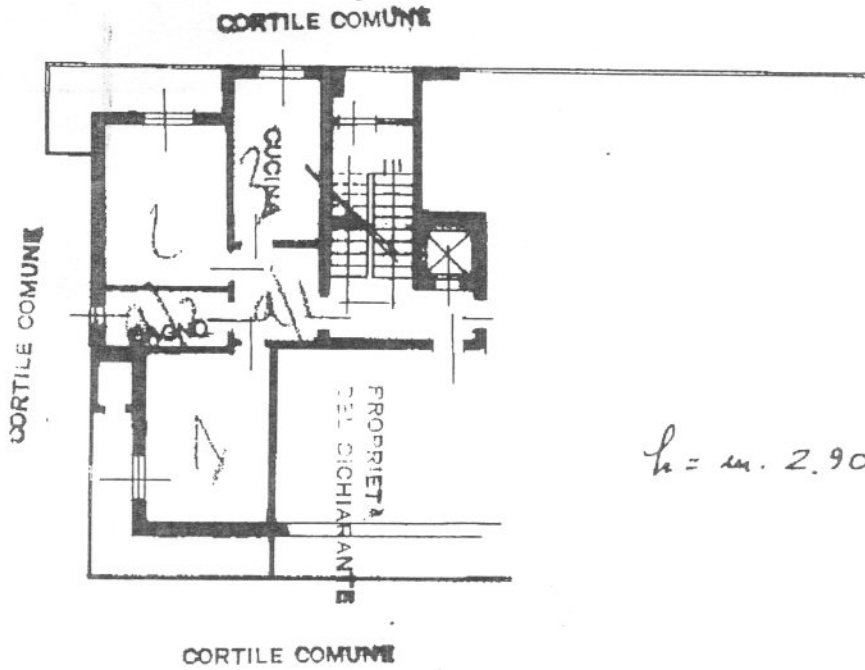 CORTILE COMUNE
CUCINA
CORTILE COMUNE
BAGNO
PROPRIETà
DEL DICHIARANTE
h = m. 2.90
CORTILE COMUNE